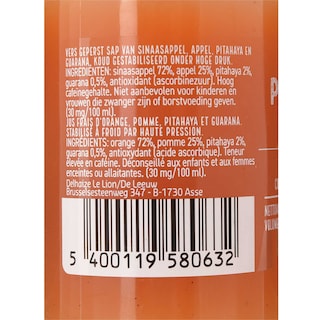 VERS GEPERST SAP VAN SINAASAPPEL, APPEL, PITAHAYA EN
GUARANA, KOUD GESTABILISEERD ONDER HOGE DRUK.
INGREDIËNTEN: sinaasappel 72%, appel 25%, pitahaya 2%,
guarana 0,5%, antioxidant (ascorbinezuur). Hoog
cafeïnegehalte. Niet aanbevolen voor kinderen en
vrouwen die zwanger zijn of borstvoeding geven.
(30 mg/100 ml)
JUS FRAIS D'ORANGE, POMME, PITAHAYA ET GUARANA,
STABILISÉ À FROID PAR HAUTE PRESSION.
INGRÉDIENTS: orange 72%, pomme 25%, pitahaya 2%,
guarana 0,5%, antioxydant (acide ascorbique). Teneur
élevée en caféine. Déconseillé aux enfants et aux femmes
enceintes ou allaitantes. (30 mg/100 ml).
Delhaize Le Lion/De Leeuw
Brusselsesteenweg 347 - B-1730 Asse
5 400119 580632